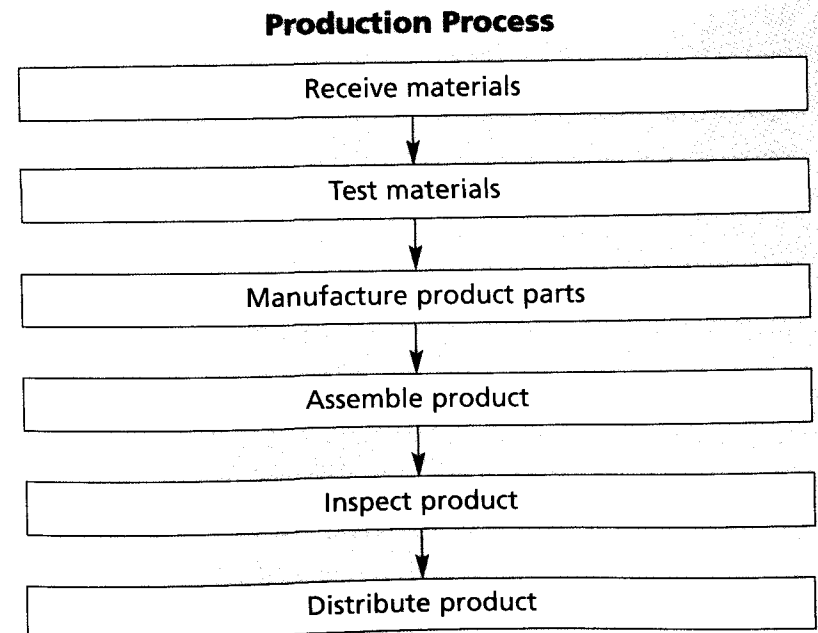 Production Process
Receive materials
Test materials
Manufacture product parts
Assemble product
Inspect product
Distribute product